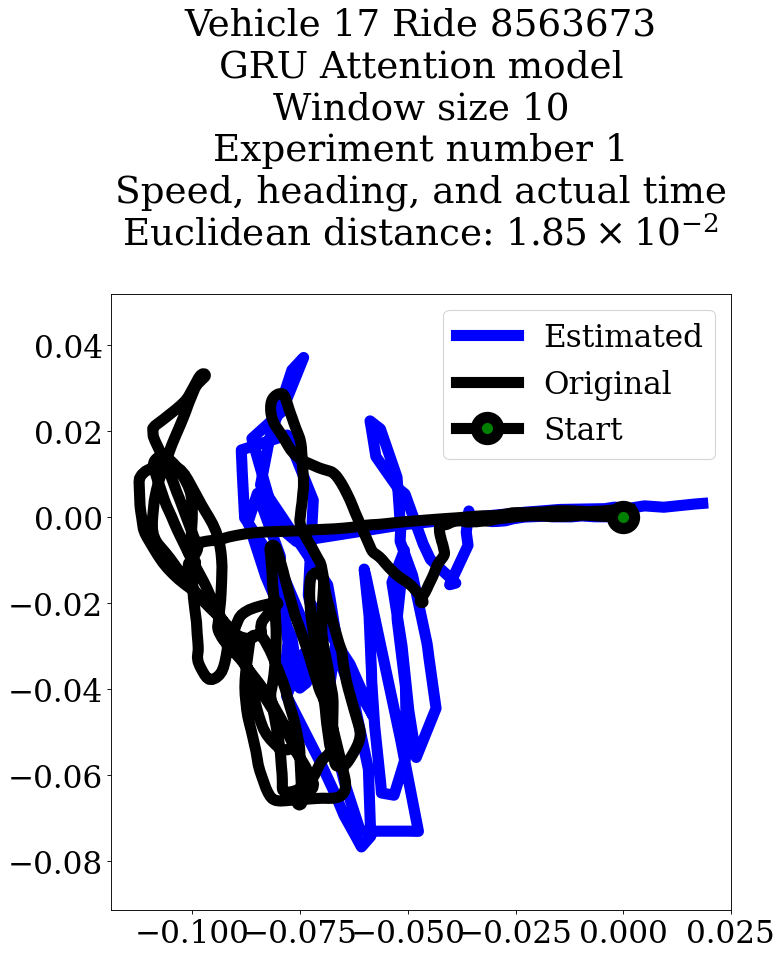 Vehicle 17 Ride 8563673
GRU Attention model
Window size 10
Experiment number 1
Speed, heading, and actual time
Euclidean distance: 1.85 × 10⁻²
Estimated
Original
Start
0.04
0.02
0.00
−0.02
−0.04
−0.06
−0.08
−0.100 −0.075 −0.050 −0.025 0.000 0.025